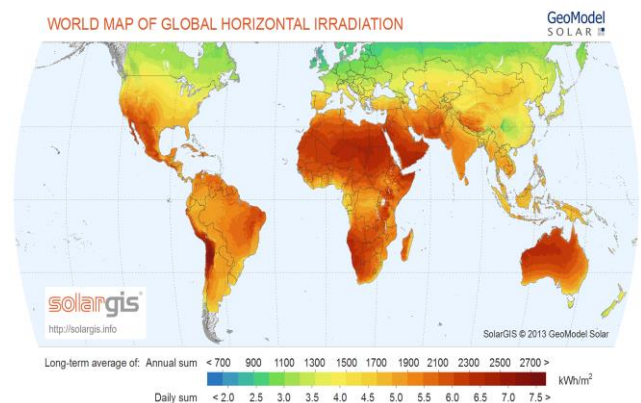 WORLD MAP OF GLOBAL HORIZONTAL IRRADIATION
GeoModel
SOLAR
solargis
http://solargis.info
SolarGIS © 2013 GeoModel Solar
Long-term average of: Annual sum < 700 900 1100 1300 1500 1700 1900 2100 2300 2500 2700 >
kWh/m²
Daily sum < 2.0 2.5 3.0 3.5 4.0 4.5 5.0 5.5 6.0 6.5 7.0 7.5 >